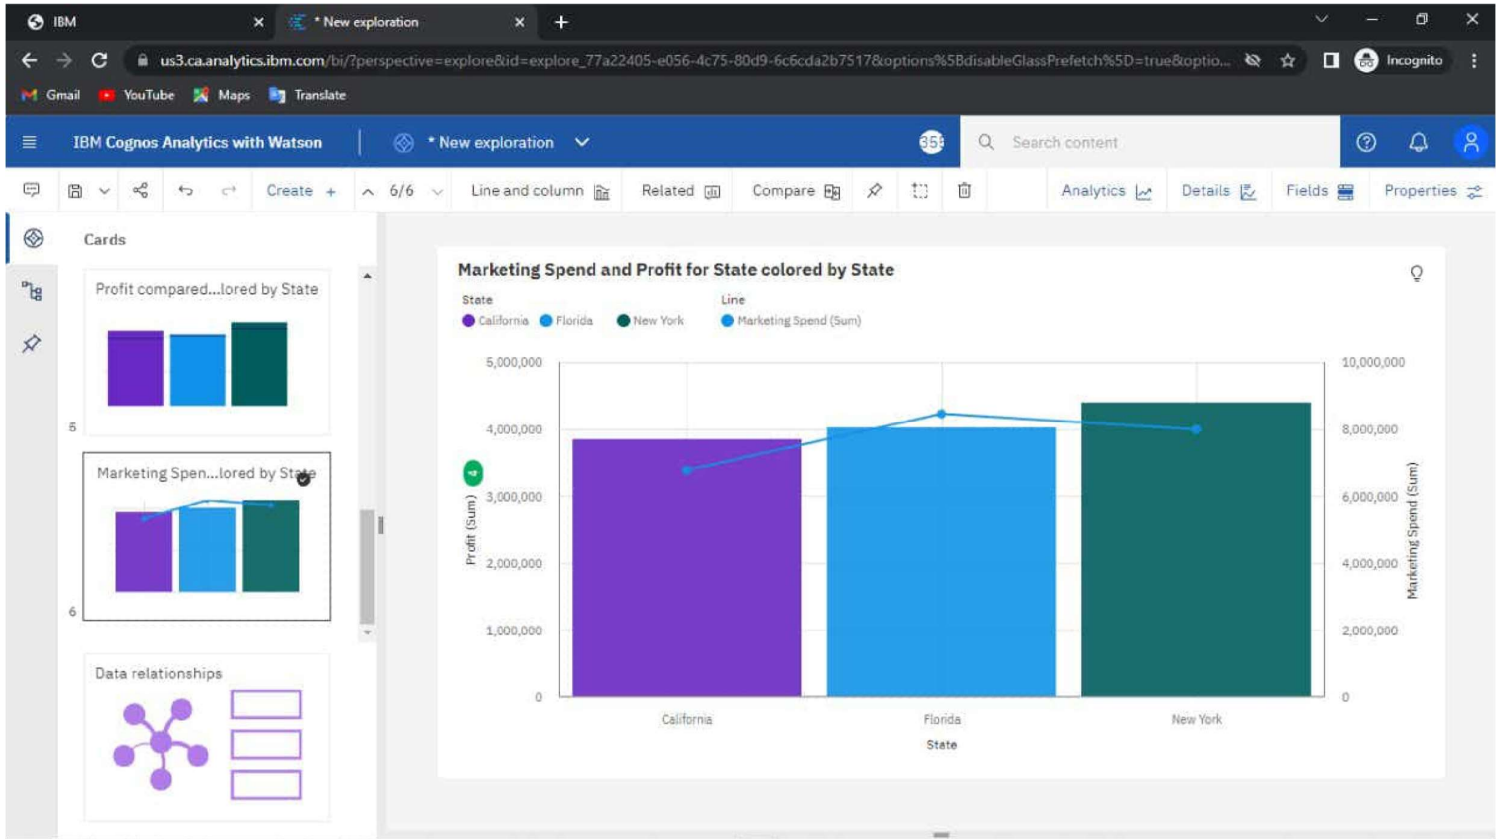 IBM
* New exploration
us3.ca.analytics.ibm.com/bi/?perspective=explore&id=explore_77a22405-e056-4c75-80d9-6c6cda2b7517&options%5BdisableGlassPrefetch%5D=true&optio...
Incognito
Gmail YouTube Maps Translate
IBM Cognos Analytics with Watson
* New exploration
Search content
Create + 6/6 Line and column Related Compare Analytics Details Fields Properties
Cards
Profit compared...lored by State
5
Marketing Spen...lored by State
6
Data relationships
Marketing Spend and Profit for State colored by State
State Line
California Florida New York Marketing Spend (Sum)
5,000,000 10,000,000
4,000,000 8,000,000
3,000,000 6,000,000
2,000,000 4,000,000
1,000,000 2,000,000
0 0
Profit (Sum)
Marketing Spend (Sum)
California Florida New York
State